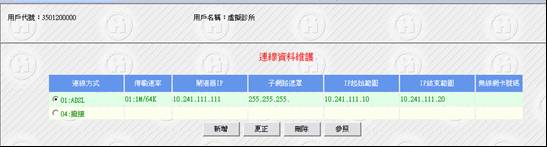 用戶代號：3501200000 用戶名稱：虛擬診所
連線資料維護
連線方式 傳輸速率 閘道器IP 子網路遮罩 IP起始範圍 IP結束範圍 無線網卡號碼
01:ADSL 01:1M/64K 10.241.111.111 255.255.255. 10.241.111.10 10.241.111.20
04:撥接
新增 更正 刪除 參照